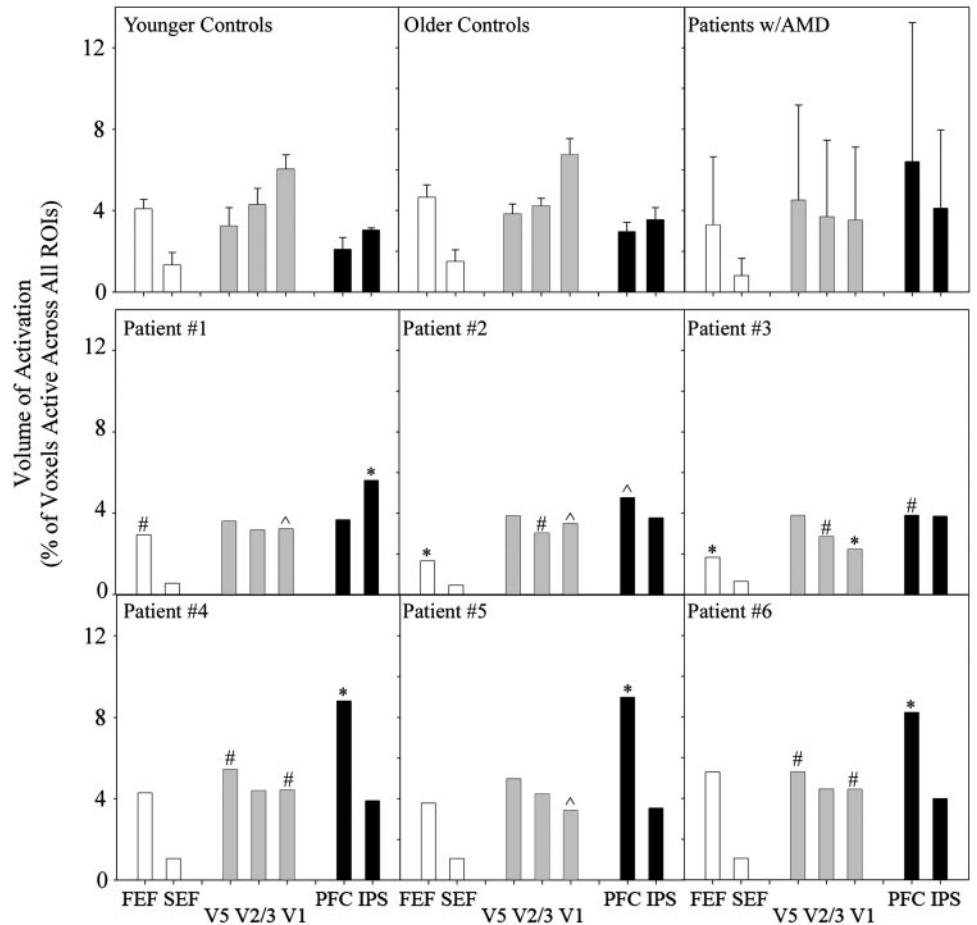 Volume of Activation
(% of Voxels Active Across All ROIs)
Younger Controls
Older Controls
Patients w/AMD
12
8
4
0
Patient #1
Patient #2
Patient #3
12
8
4
0
#
^
*
*
#
^
^
*
#
*
#
Patient #4
Patient #5
Patient #6
12
8
4
0
#
#
*
^
*
#
#
*
FEF SEF
V5 V2/3 V1
PFC IPS
FEF SEF
V5 V2/3 V1
PFC IPS
FEF SEF
V5 V2/3 V1
PFC IPS